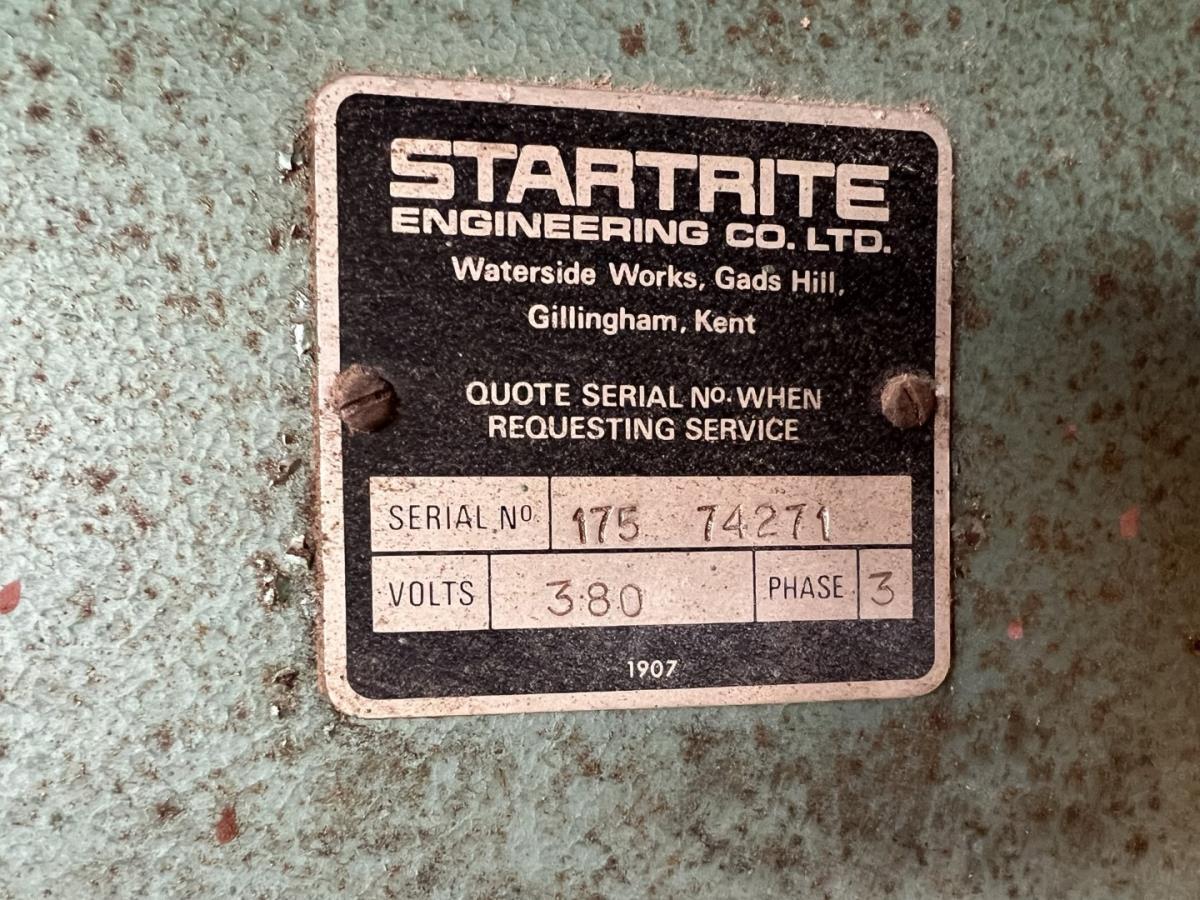 STARTRITE
ENGINEERING CO. LTD.
Waterside Works, Gads Hill,
Gillingham, Kent
QUOTE SERIAL Nº. WHEN
REQUESTING SERVICE
SERIAL Nº. 175 74271
VOLTS 380 PHASE 3
1907